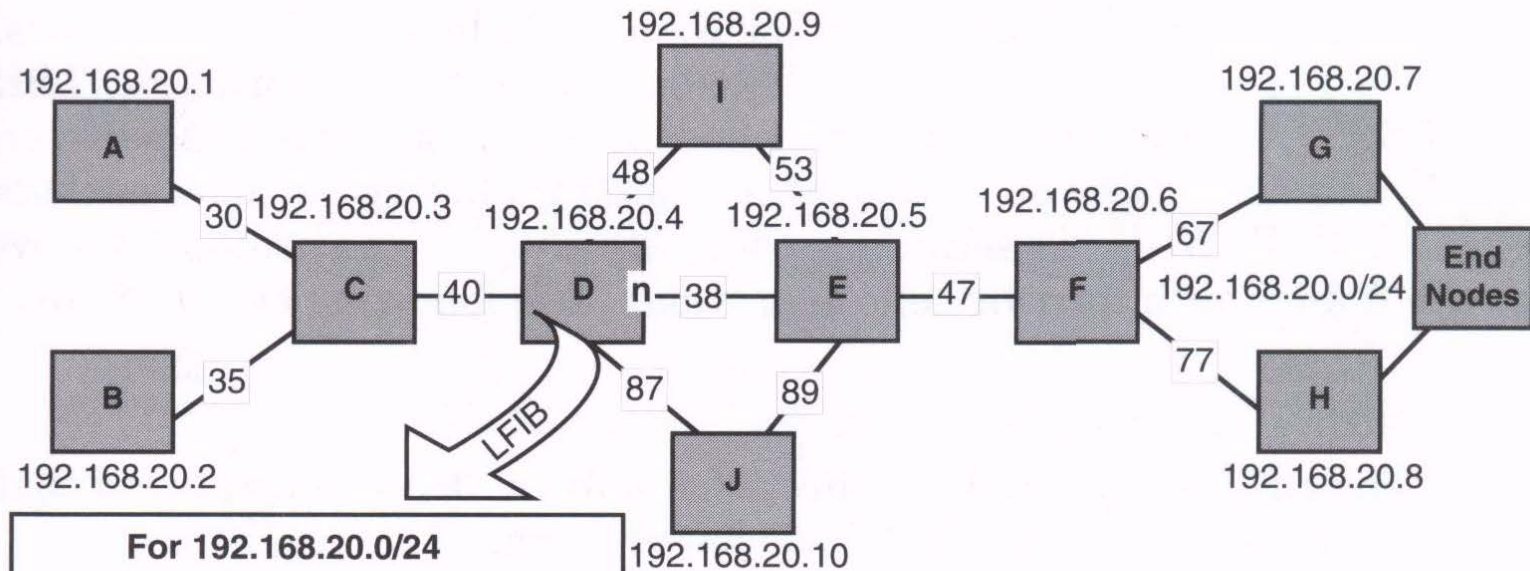 192.168.20.9
192.168.20.1
192.168.20.7
I
A
G
48
53
30
192.168.20.3
192.168.20.4
192.168.20.5
192.168.20.6
67
C
40
D
n
38
E
47
F
192.168.20.0/24
End
Nodes
B
35
87
89
77
H
LFIB
J
192.168.20.2
192.168.20.8
For 192.168.20.0/24
192.168.20.10